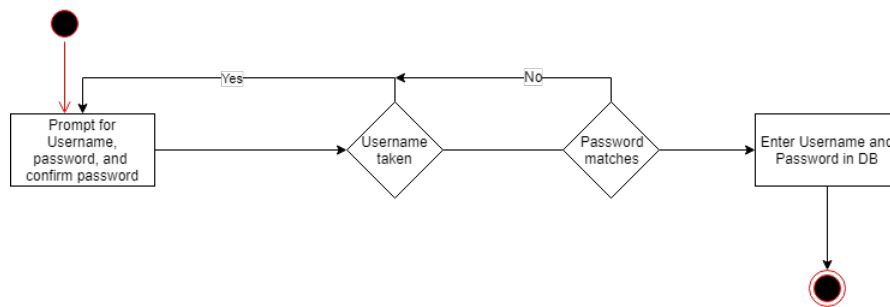 Yes
No
Prompt for
Username,
password, and
confirm password
Username
taken
Password
matches
Enter Username and
Password in DB